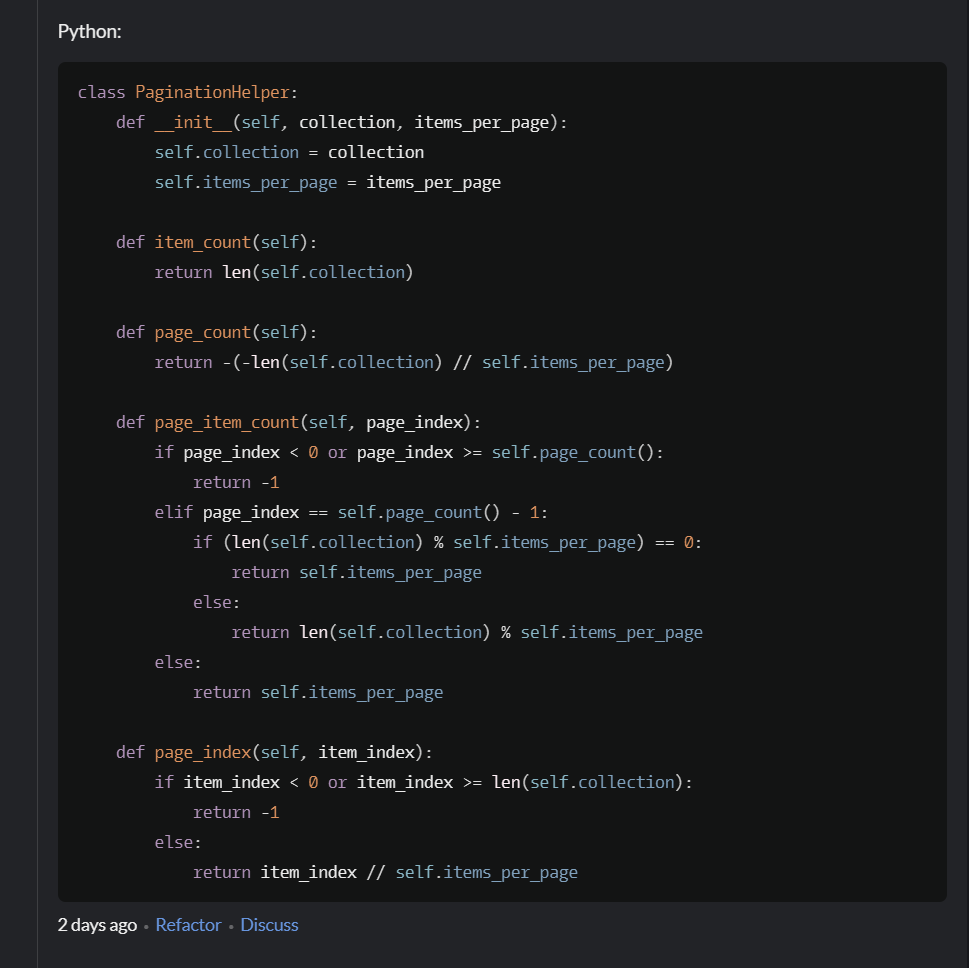 Python:
class PaginationHelper:
    def __init__(self, collection, items_per_page):
        self.collection = collection
        self.items_per_page = items_per_page

    def item_count(self):
        return len(self.collection)

    def page_count(self):
        return -(-len(self.collection) // self.items_per_page)

    def page_item_count(self, page_index):
        if page_index < 0 or page_index >= self.page_count():
            return -1
        elif page_index == self.page_count() - 1:
            if (len(self.collection) % self.items_per_page) == 0:
                return self.items_per_page
            else:
                return len(self.collection) % self.items_per_page
        else:
            return self.items_per_page

    def page_index(self, item_index):
        if item_index < 0 or item_index >= len(self.collection):
            return -1
        else:
            return item_index // self.items_per_page
2 days ago • Refactor • Discuss